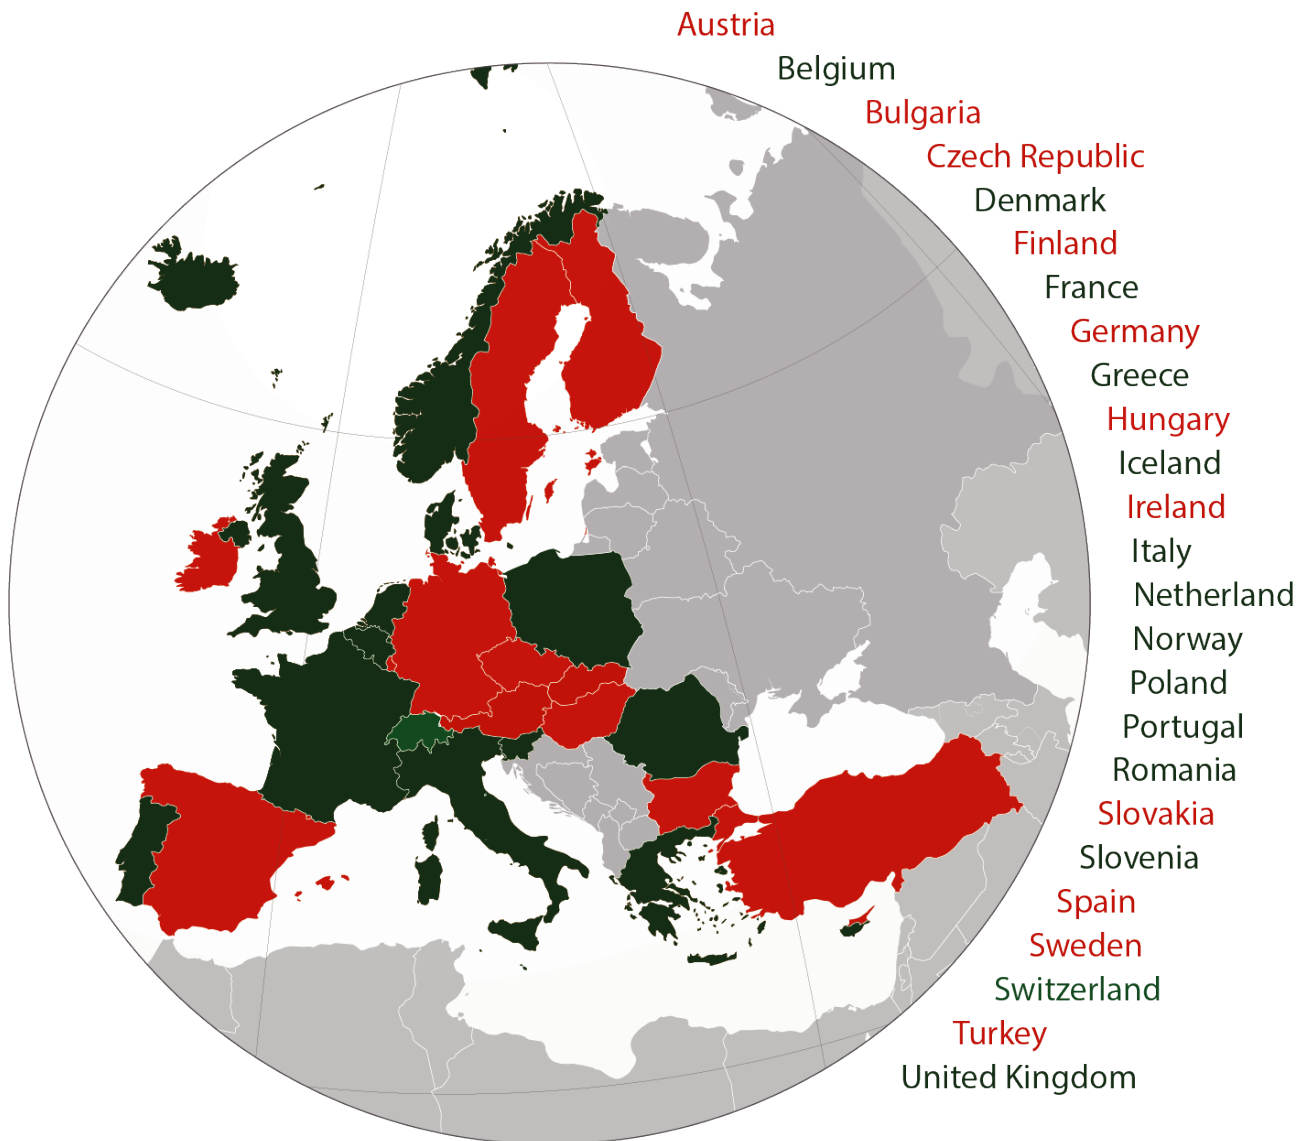 Austria
Belgium
Bulgaria
Czech Republic
Denmark
Finland
France
Germany
Greece
Hungary
Iceland
Ireland
Italy
Netherland
Norway
Poland
Portugal
Romania
Slovakia
Slovenia
Spain
Sweden
Switzerland
Turkey
United Kingdom